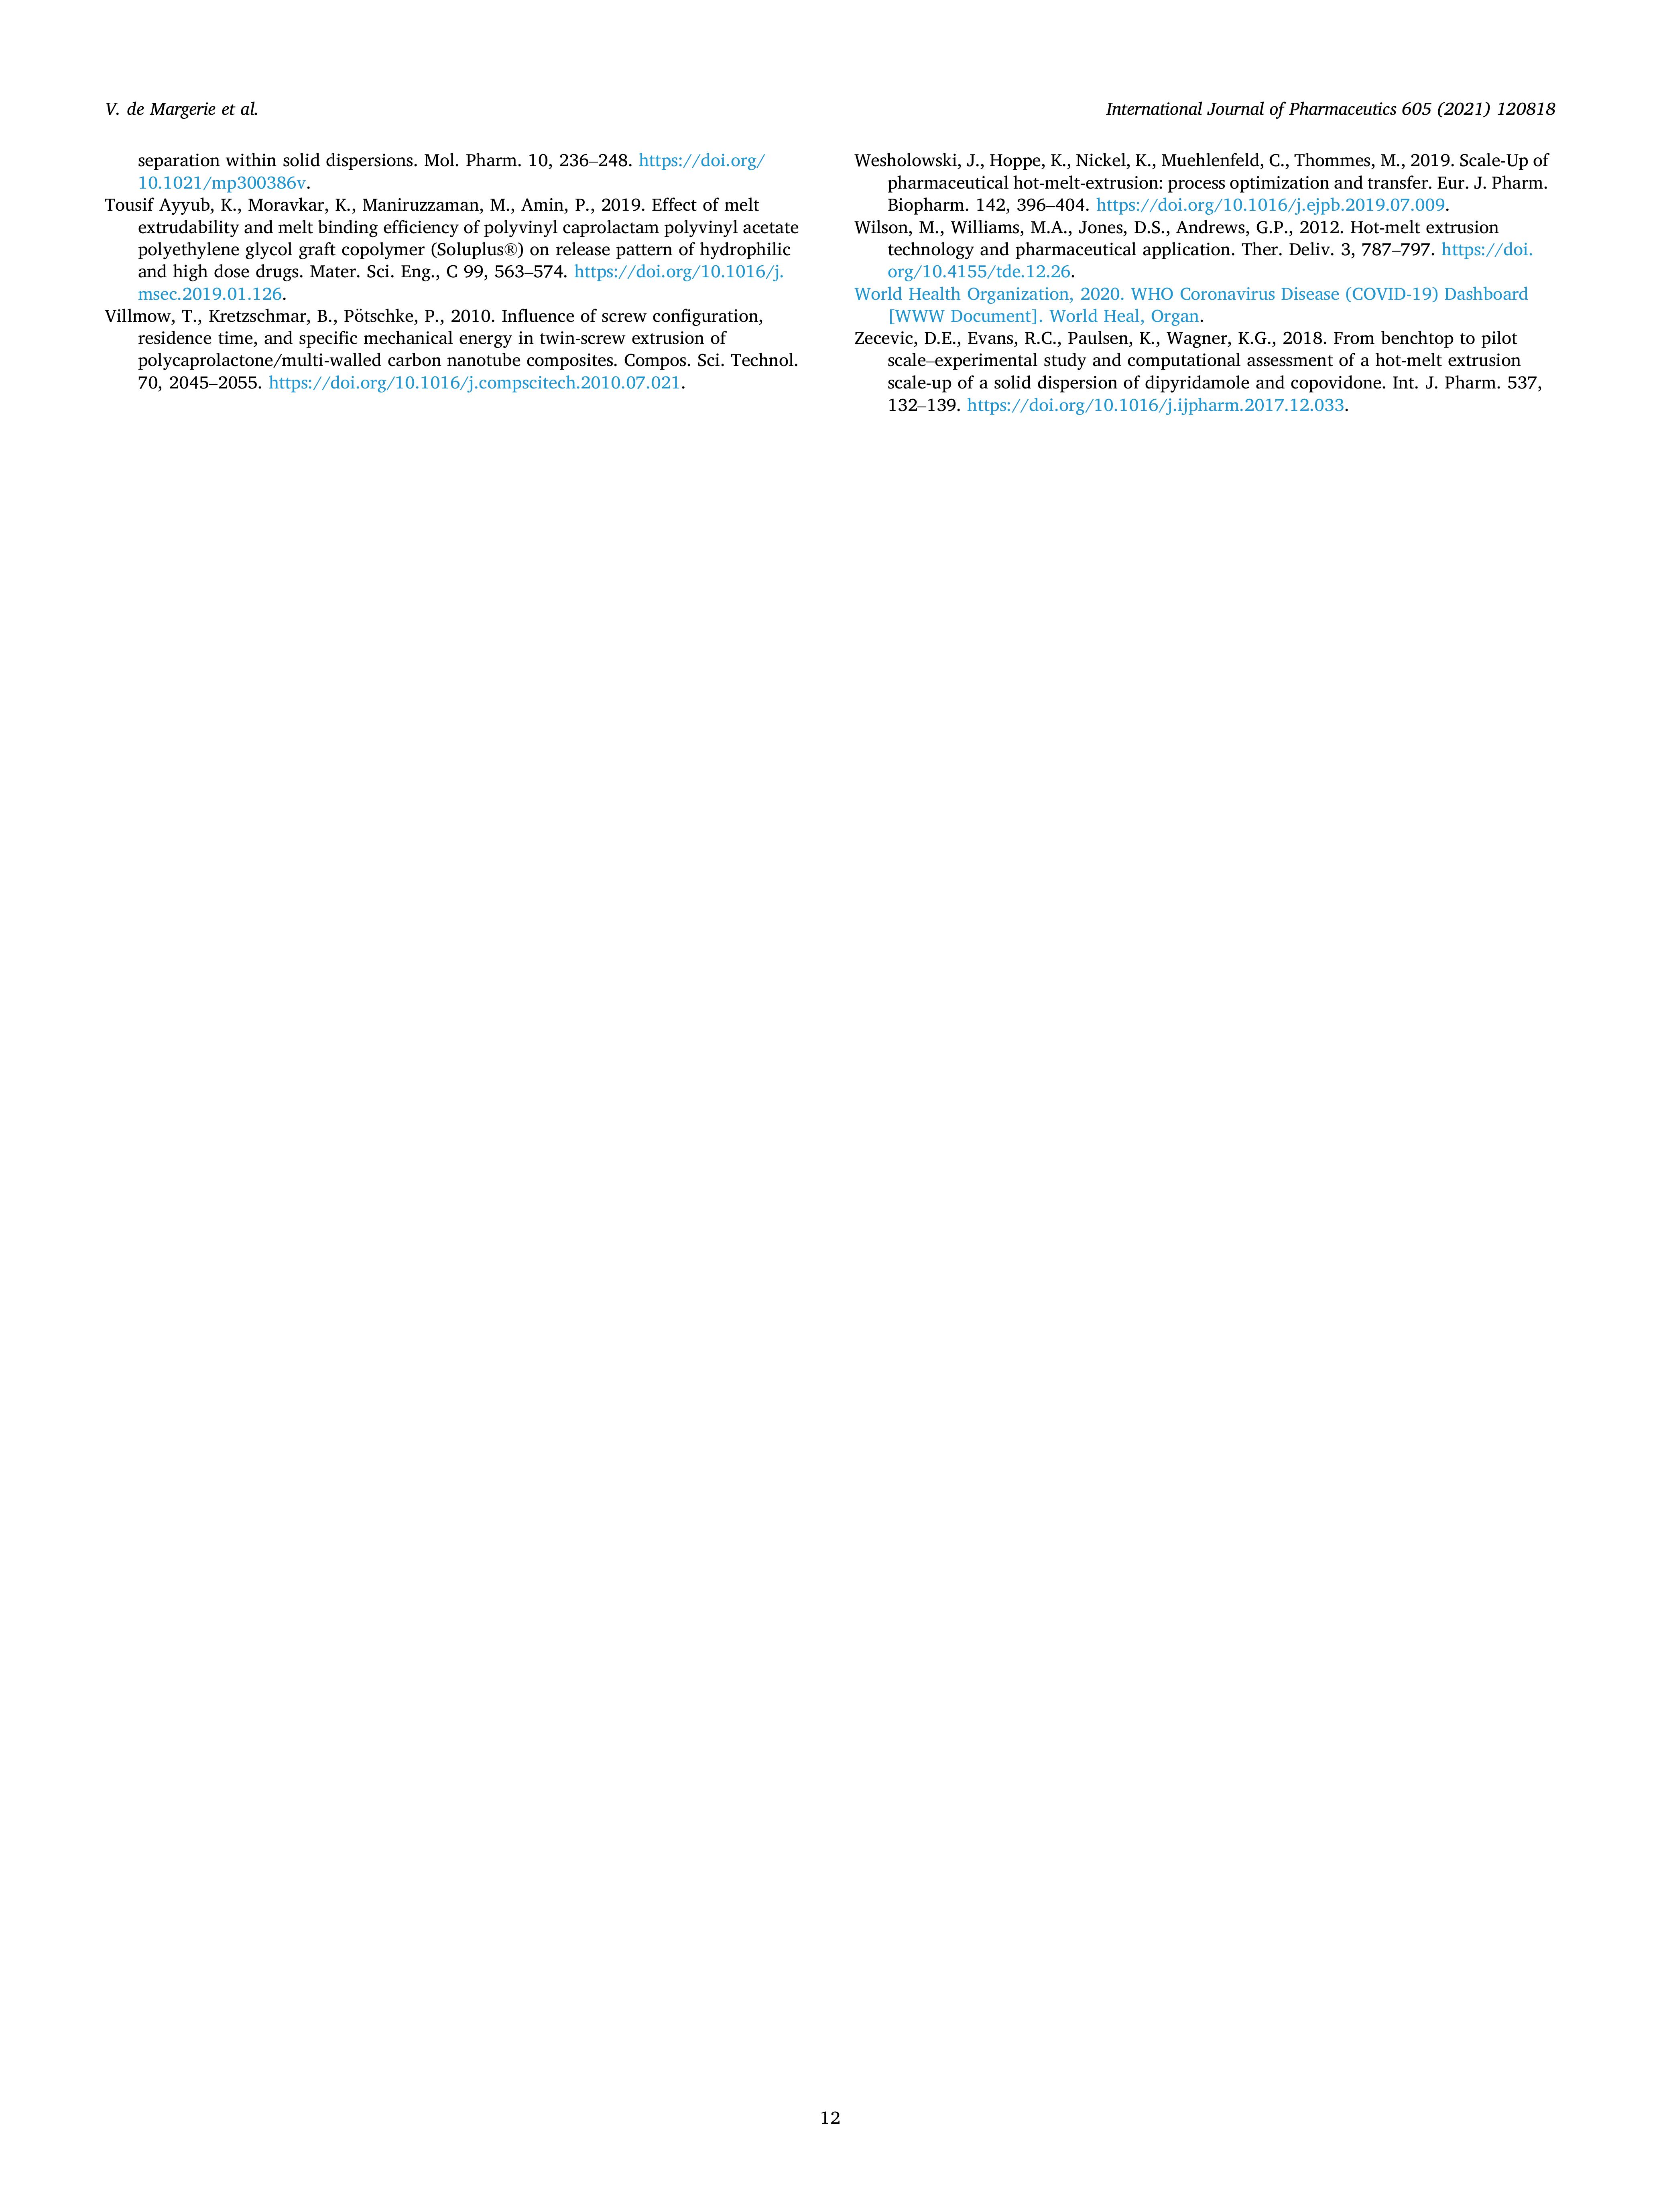 V. de Margerie et al.
International Journal of Pharmaceutics 605 (2021) 120818
separation within solid dispersions. Mol. Pharm. 10, 236–248. https://doi.org/
10.1021/mp300386v.
Tousif Ayyub, K., Moravkar, K., Maniruzzaman, M., Amin, P., 2019. Effect of melt
extrudability and melt binding efficiency of polyvinyl caprolactam polyvinyl acetate
polyethylene glycol graft copolymer (Soluplus®) on release pattern of hydrophilic
and high dose drugs. Mater. Sci. Eng., C 99, 563–574. https://doi.org/10.1016/j.
msec.2019.01.126.
Villmow, T., Kretzschmar, B., Pötschke, P., 2010. Influence of screw configuration,
residence time, and specific mechanical energy in twin-screw extrusion of
polycaprolactone/multi-walled carbon nanotube composites. Compos. Sci. Technol.
70, 2045–2055. https://doi.org/10.1016/j.compscitech.2010.07.021.
Wesholowski, J., Hoppe, K., Nickel, K., Muehlenfeld, C., Thommes, M., 2019. Scale-Up of
pharmaceutical hot-melt-extrusion: process optimization and transfer. Eur. J. Pharm.
Biopharm. 142, 396–404. https://doi.org/10.1016/j.ejpb.2019.07.009.
Wilson, M., Williams, M.A., Jones, D.S., Andrews, G.P., 2012. Hot-melt extrusion
technology and pharmaceutical application. Ther. Deliv. 3, 787–797. https://doi.
org/10.4155/tde.12.26.
World Health Organization, 2020. WHO Coronavirus Disease (COVID-19) Dashboard
[WWW Document]. World Heal, Organ.
Zecevic, D.E., Evans, R.C., Paulsen, K., Wagner, K.G., 2018. From benchtop to pilot
scale–experimental study and computational assessment of a hot-melt extrusion
scale-up of a solid dispersion of dipyridamole and copovidone. Int. J. Pharm. 537,
132–139. https://doi.org/10.1016/j.ijpharm.2017.12.033.
12